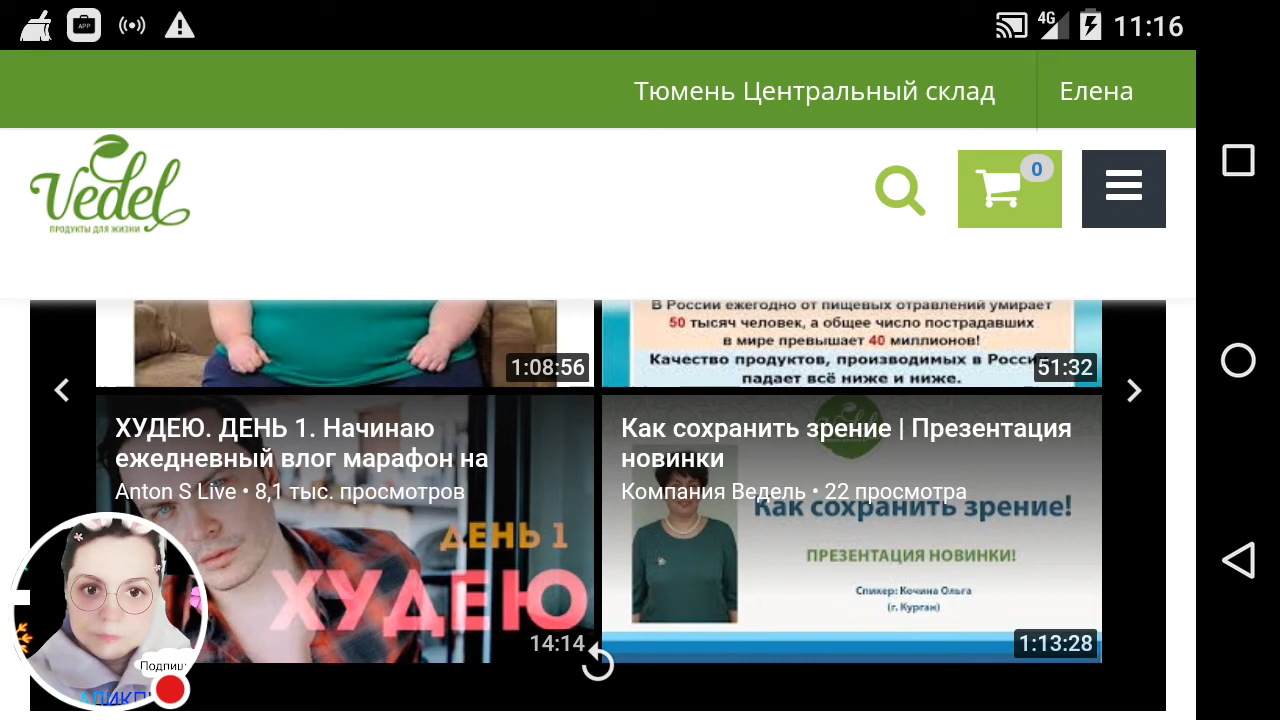 APP
4G
11:16
Тюмень Центральный склад
Елена
Vedel
ПРОДУКТЫ ДЛЯ ЖИЗНИ
0
В России ежегодно от пищевых отравлений умирает
50 тысяч человек, а общее число пострадавших
в мире превышает 40 миллионов!
Качество продуктов, производимых в России
падает всё ниже и ниже.
1:08:56
51:32
ХУДЕЮ. ДЕНЬ 1. Начинаю
ежедневный влог марафон на
Anton S Live • 8,1 тыс. просмотров
ДЕНЬ 1
ХУДЕЮ
14:14
Как сохранить зрение | Презентация
новинки
Компания Ведель • 22 просмотра
Как сохранить зрение!
ПРЕЗЕНТАЦИЯ НОВИНКИ!
Спикер: Кочина Ольга
(г. Курган)
1:13:28